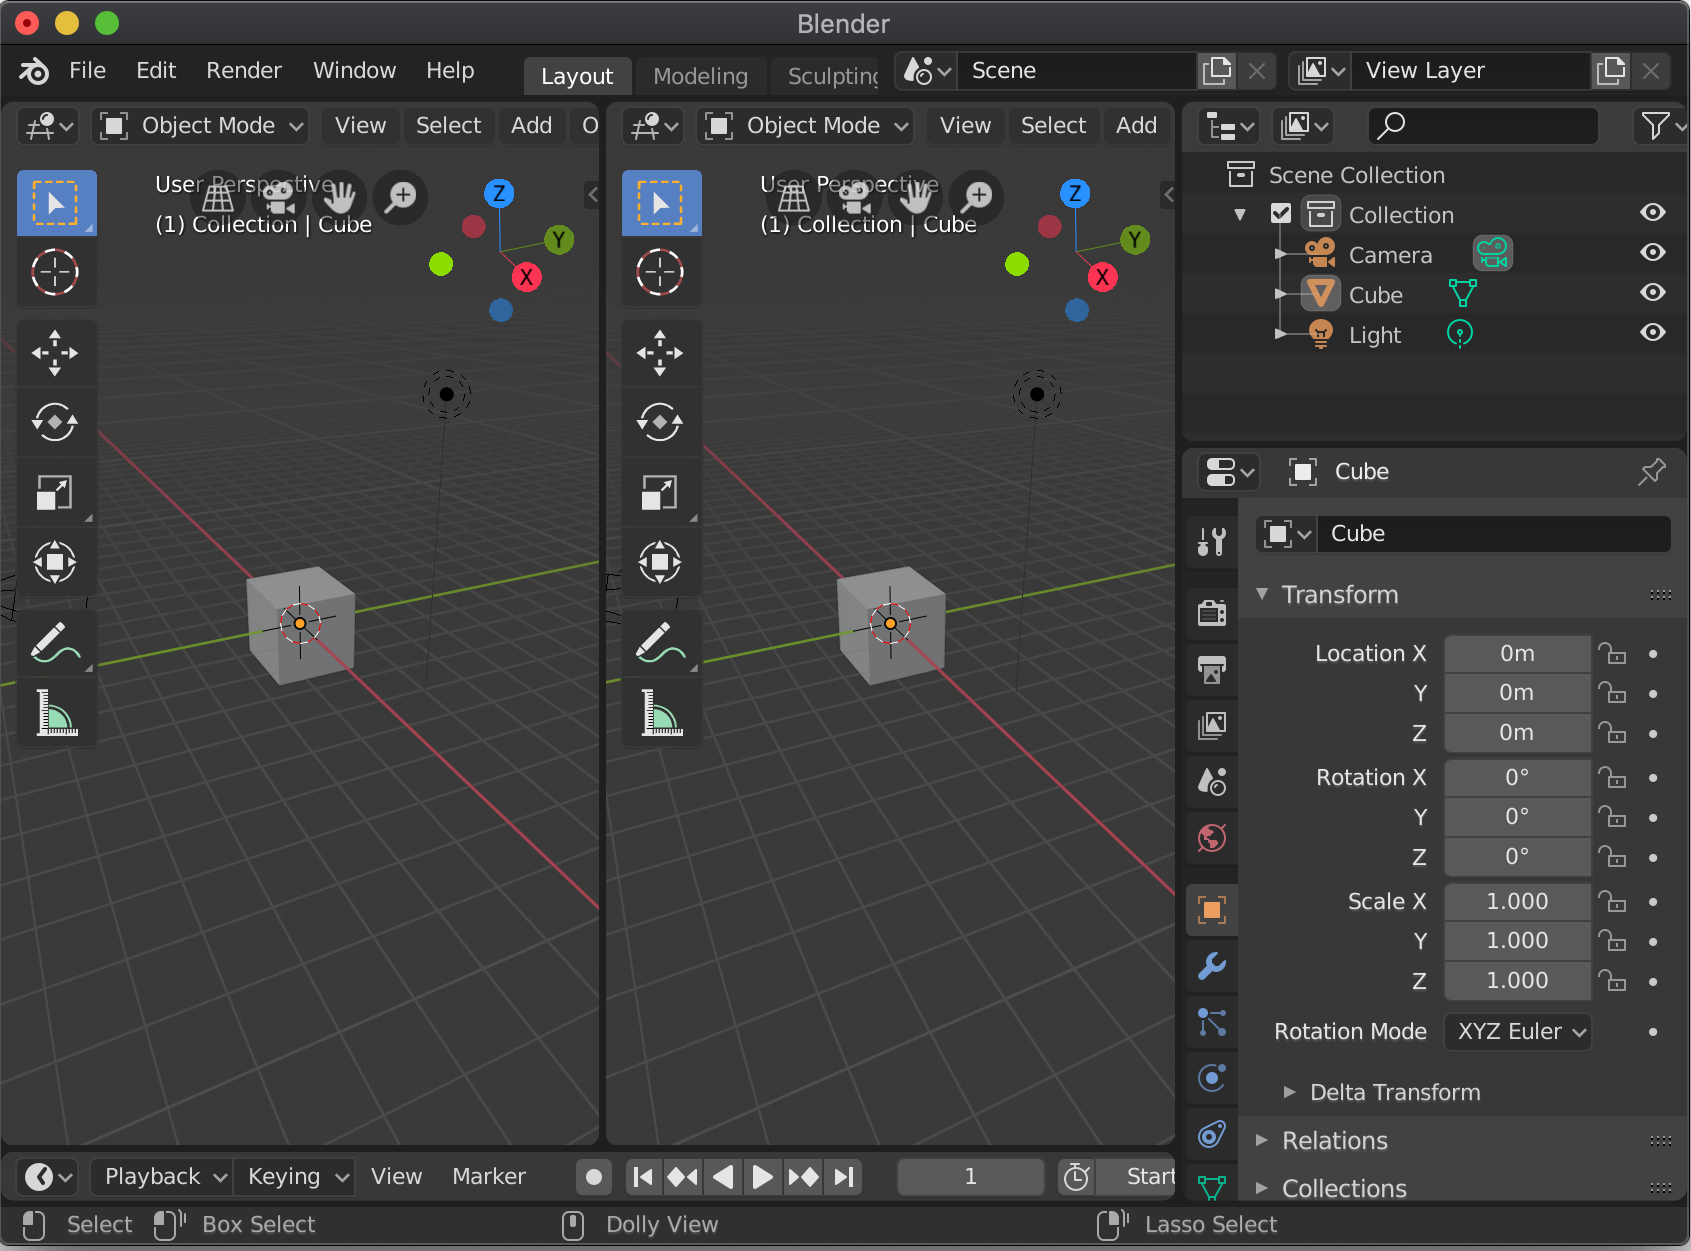 Blender
File Edit Render Window Help Layout Modeling Sculpting Scene View Layer
Object Mode View Select Add O
User Perspective
(1) Collection | Cube
Z
Y
X
Object Mode View Select Add
User Perspective
(1) Collection | Cube
Z
Y
X
Scene Collection
Collection
Camera
Cube
Light
Cube
Cube
Transform
Location X 0m
Y 0m
Z 0m
Rotation X 0°
Y 0°
Z 0°
Scale X 1.000
Y 1.000
Z 1.000
Rotation Mode XYZ Euler
Delta Transform
Relations
Collections
Playback Keying View Marker 1 Start
Select Box Select Dolly View Lasso Select